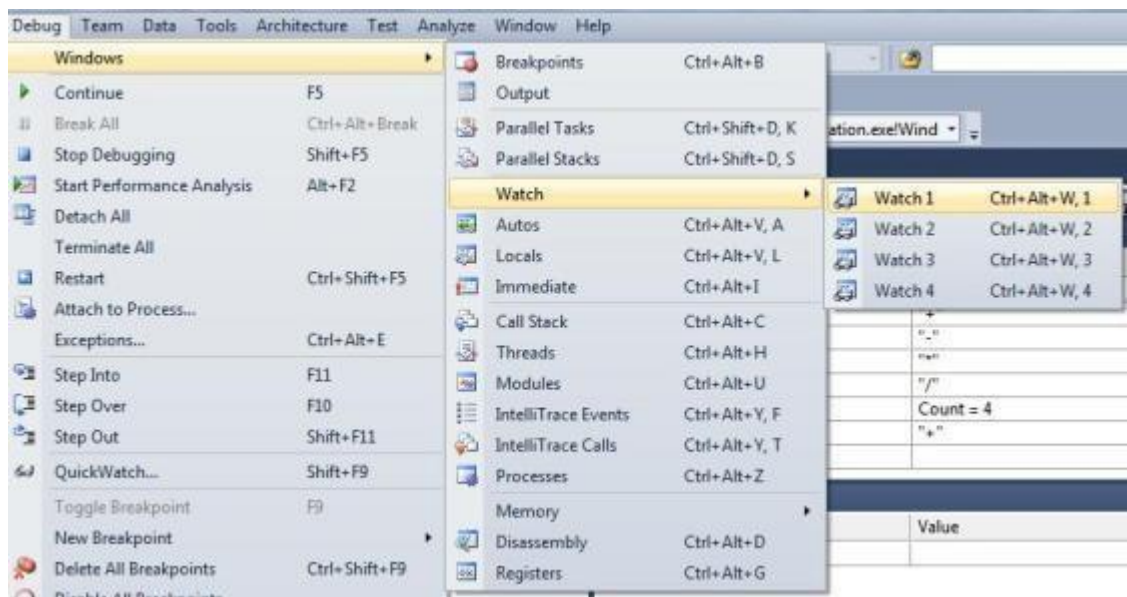 Debug Team Data Tools Architecture Test Analyze Window Help
Windows
Continue F5
Break All Ctrl+Alt+Break
Stop Debugging Shift+F5
Start Performance Analysis Alt+F2
Detach All
Terminate All
Restart Ctrl+Shift+F5
Attach to Process...
Exceptions... Ctrl+Alt+E
Step Into F11
Step Over F10
Step Out Shift+F11
QuickWatch... Shift+F9
Toggle Breakpoint F9
New Breakpoint
Delete All Breakpoints Ctrl+Shift+F9
Disable All Breakpoints
Breakpoints Ctrl+Alt+B
Output
Parallel Tasks Ctrl+Shift+D, K
Parallel Stacks Ctrl+Shift+D, S
Watch
Autos Ctrl+Alt+V, A
Locals Ctrl+Alt+V, L
Immediate Ctrl+Alt+I
Call Stack Ctrl+Alt+C
Threads Ctrl+Alt+H
Modules Ctrl+Alt+U
IntelliTrace Events Ctrl+Alt+Y, F
IntelliTrace Calls Ctrl+Alt+Y, T
Processes Ctrl+Alt+Z
Memory
Disassembly Ctrl+Alt+D
Registers Ctrl+Alt+G
ation.exe!Wind
Watch 1 Ctrl+Alt+W, 1
Watch 2 Ctrl+Alt+W, 2
Watch 3 Ctrl+Alt+W, 3
Watch 4 Ctrl+Alt+W, 4
"-"
"*"
"/"
Count = 4
"+"
Value